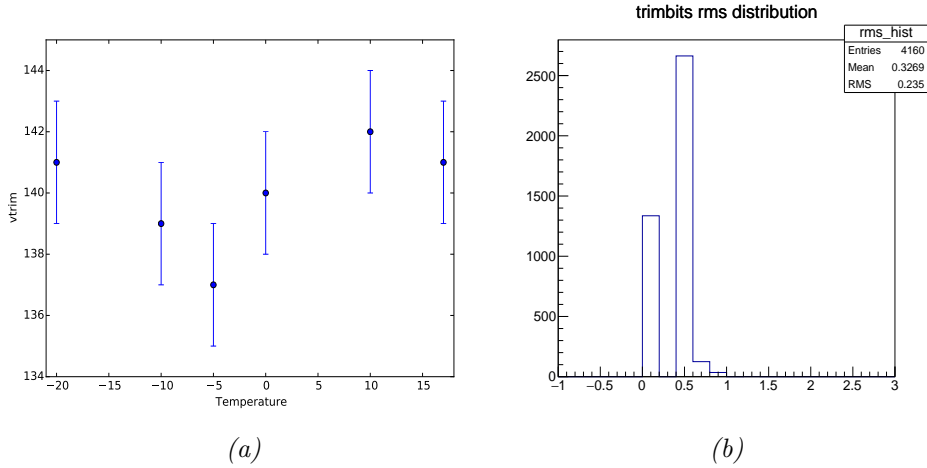 144
142
140
138
136
134
vtrim
−20 −15 −10 −5 0 5 10 15
Temperature
(a)
trimbits rms distribution
rms_hist
Entries 4160
Mean 0.3269
RMS 0.235
2500
2000
1500
1000
500
0
−1 −0.5 0 0.5 1 1.5 2 2.5 3
(b)